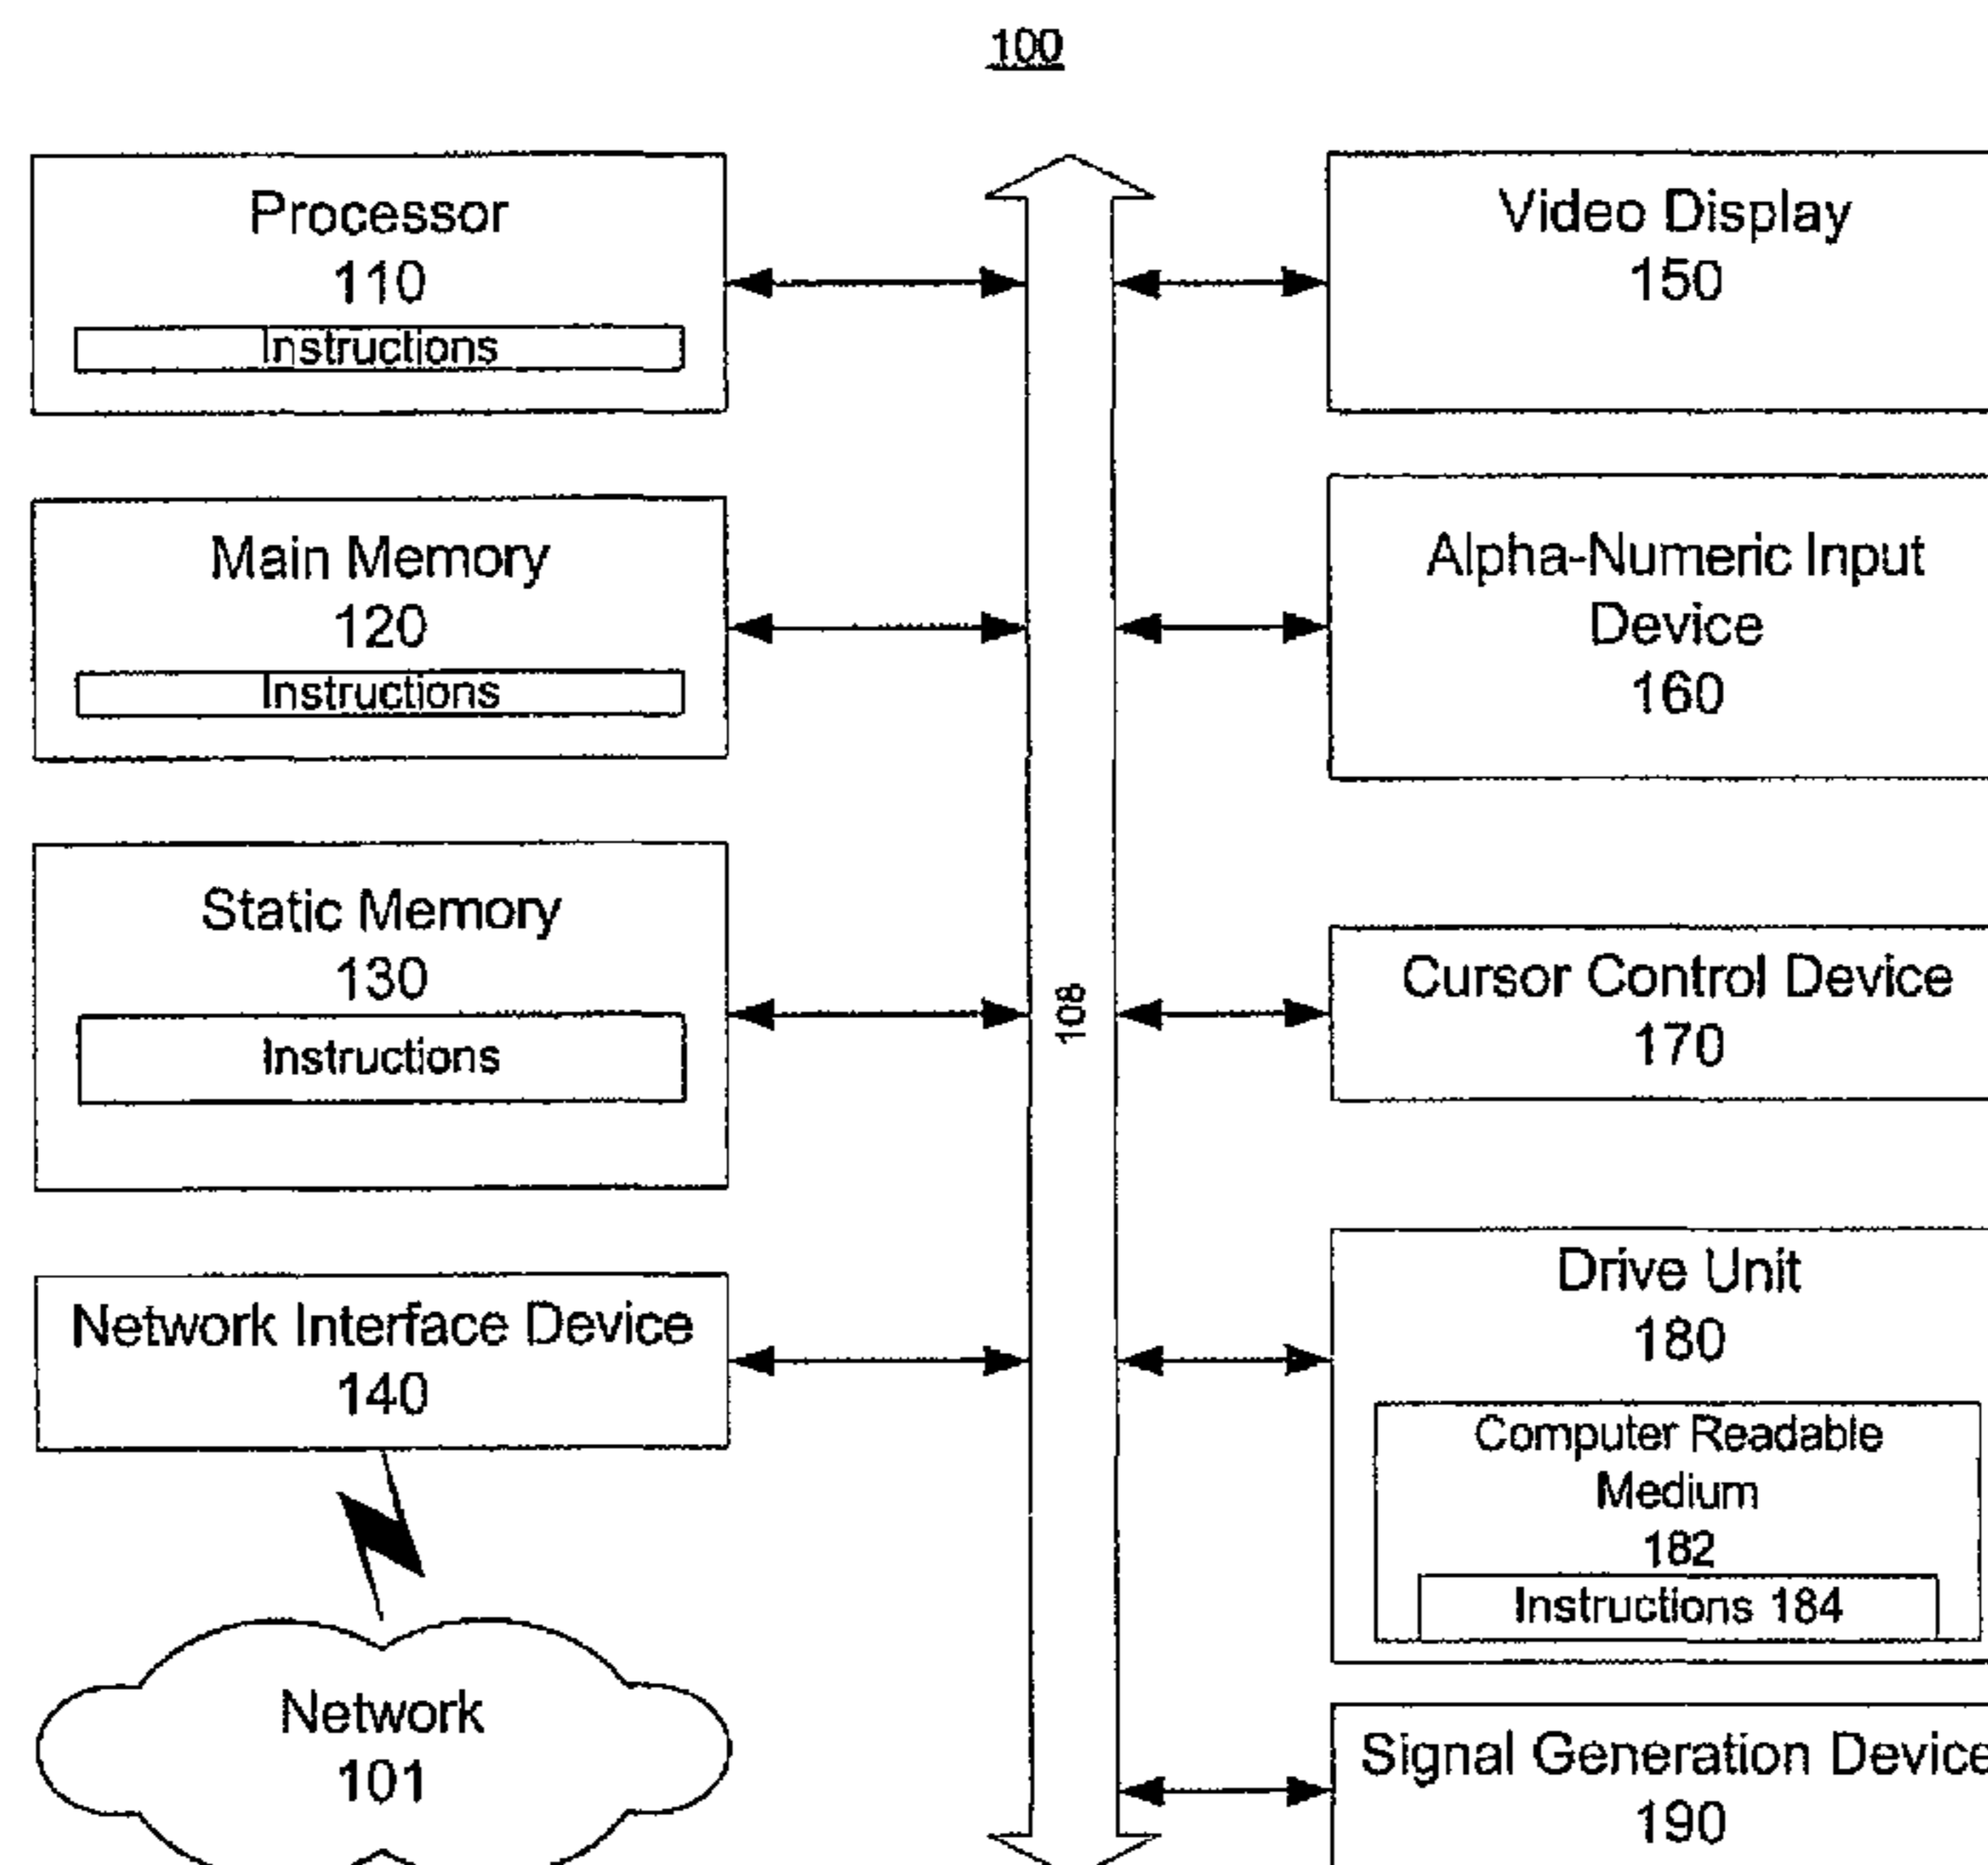 100
Processor
110
Instructions
Main Memory
120
Instructions
Static Memory
130
Instructions
Network Interface Device
140
Network
101
108
Video Display
150
Alpha-Numeric Input
Device
160
Cursor Control Device
170
Drive Unit
180
Computer Readable
Medium
182
Instructions 184
Signal Generation Device
190